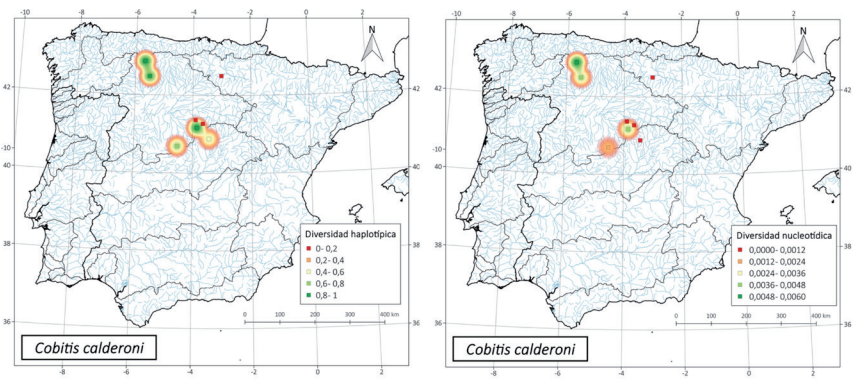 -10 -8 -6 -4 -2 0 2
N
42 42
40 -10 40
38 38
36 36
Diversidad haplotípica
0- 0,2
0,2- 0,4
0,4- 0,6
0,6- 0,8
0,8- 1
0 100 200 300 400 km
Cobitis calderoni
-8 -6 -4 -2 0 2
-10 -8 -6 -4 -2 0 2
N
42 42
-10 40 40
38 38
36 36
Diversidad nucleotídica
0,0000- 0,0012
0,0012- 0,0024
0,0024- 0,0036
0,0036- 0,0048
0,0048- 0,0060
0 100 200 300 400 km
Cobitis calderoni
-8 -6 -4 -2 0 2